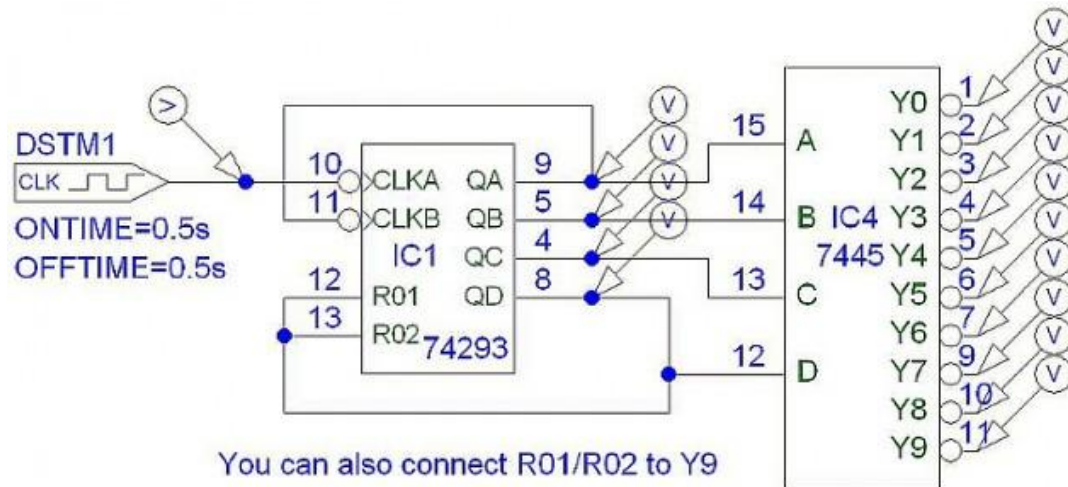 V
V
V
V
V
V
V
V
V
V
>
V
V
V
V
DSTM1
CLK
ONTIME=0.5s
OFFTIME=0.5s
10
11
12
13
CLKA QA
CLKB QB
IC1 QC
R01 QD
R02
74293
9
5
4
8
15
14
13
12
A
B
C
D
IC4
7445
Y0
Y1
Y2
Y3
Y4
Y5
Y6
Y7
Y8
Y9
1
2
3
4
5
6
7
9
10
11
You can also connect R01/R02 to Y9